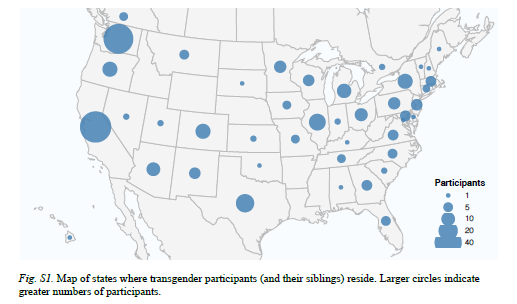 Participants
1
5
10
20
40
Fig. S1. Map of states where transgender participants (and their siblings) reside. Larger circles indicate
greater numbers of participants.